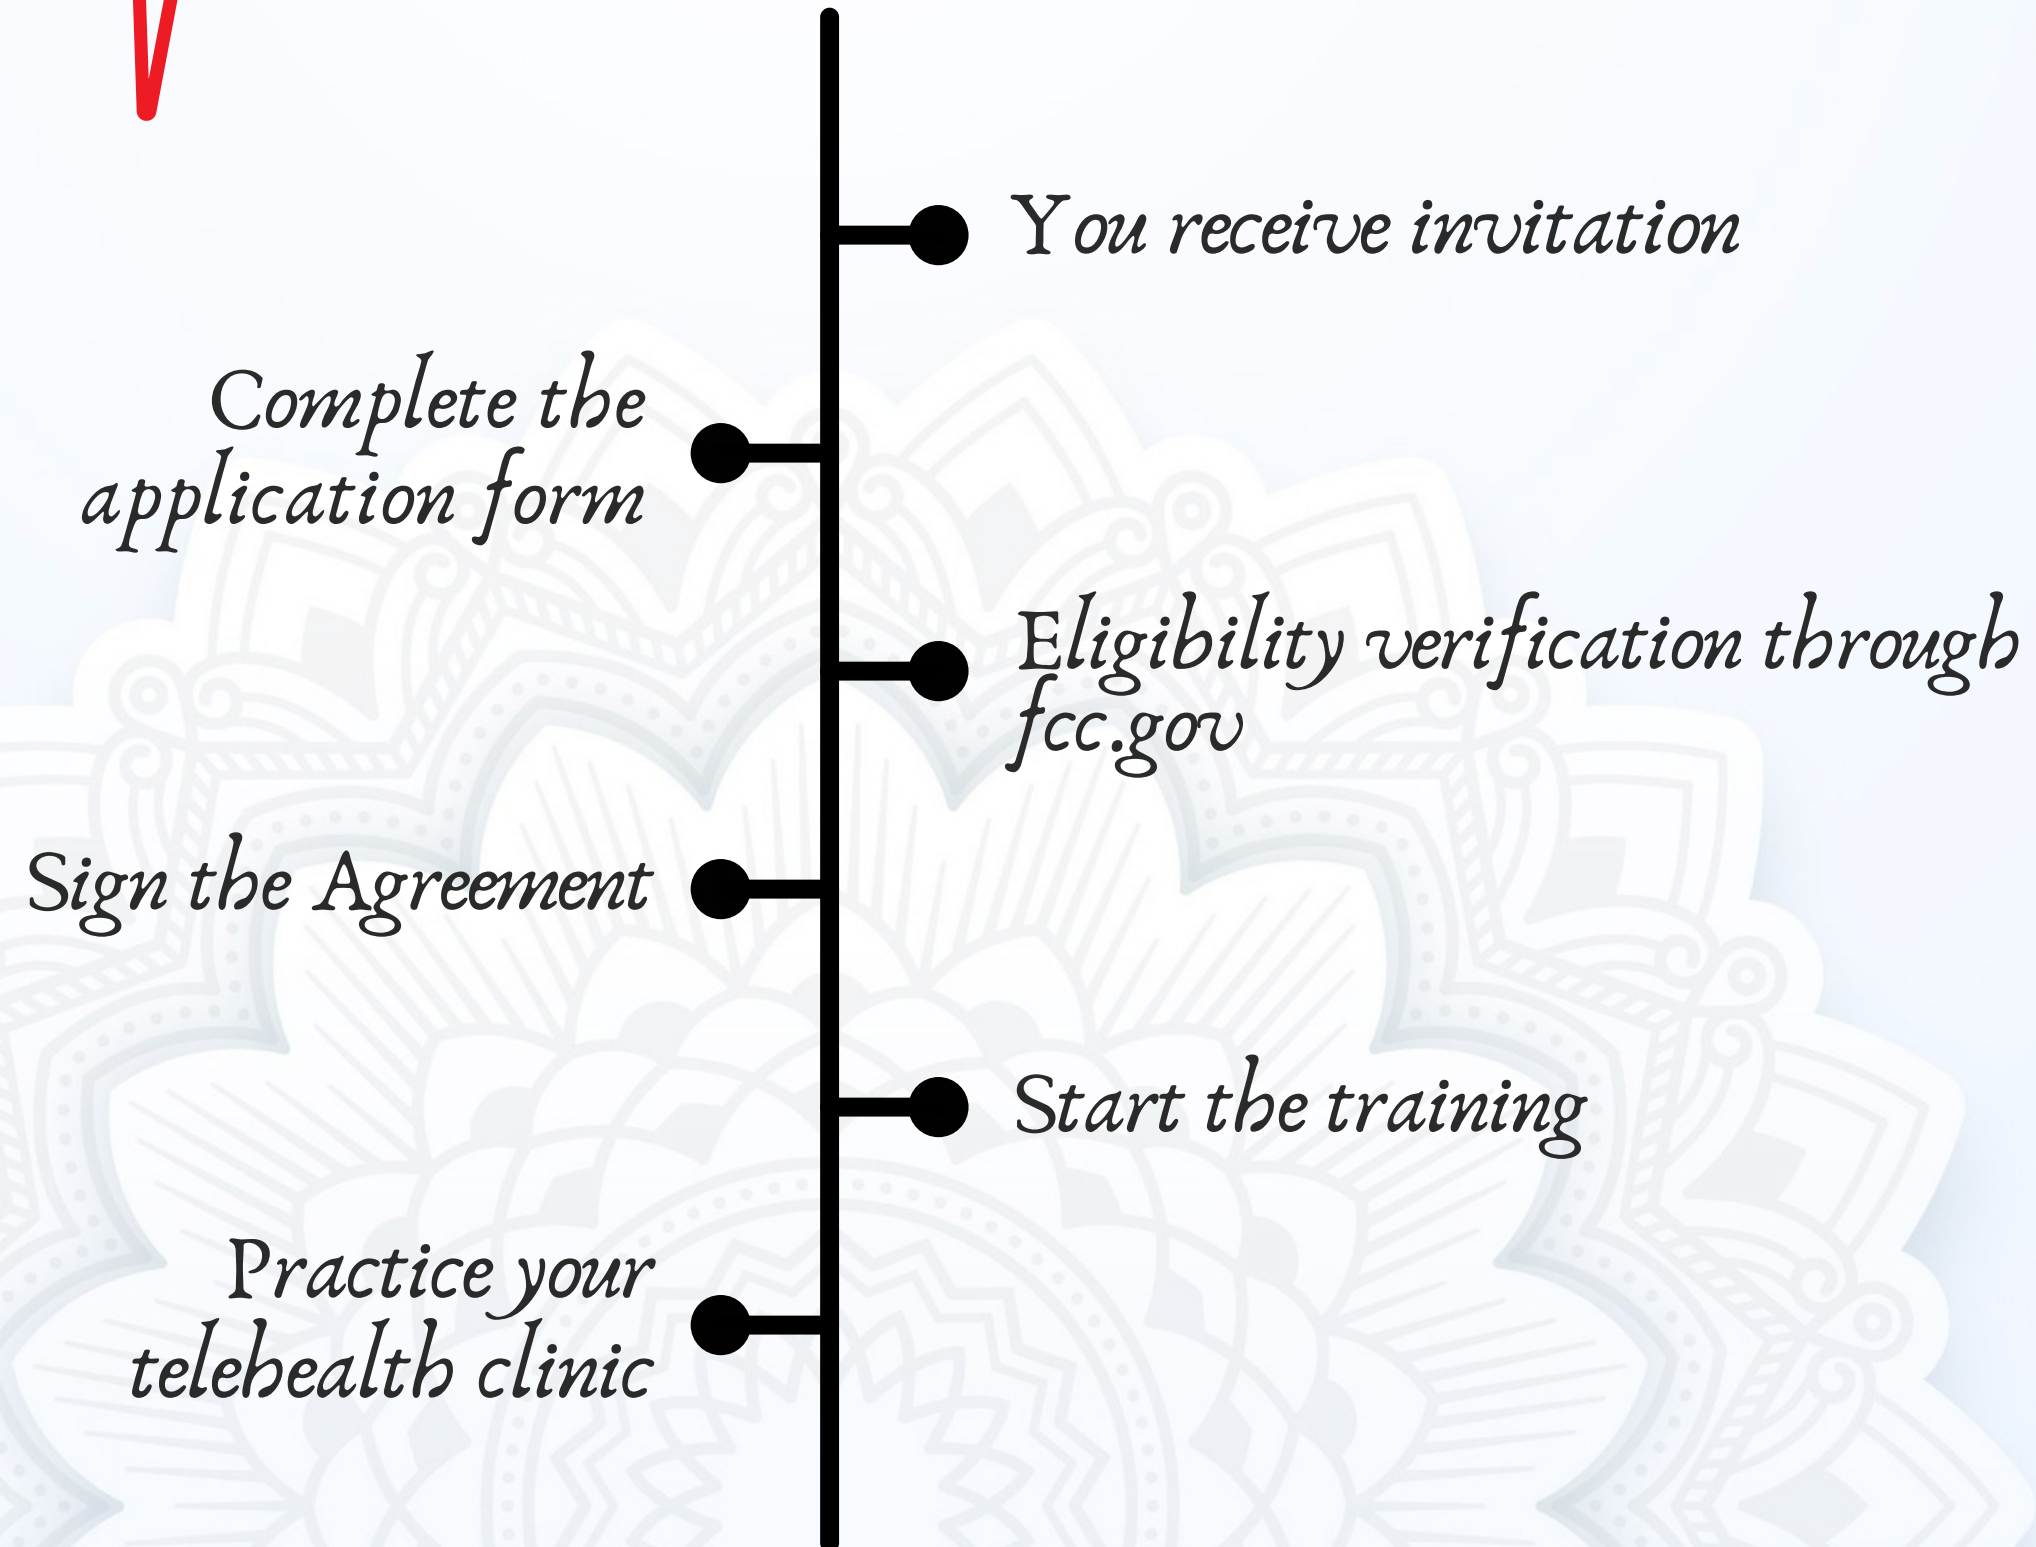 You receive invitation
Complete the
application form
Eligibility verification through
fcc.gov
Sign the Agreement
Start the training
Practice your
telehealth clinic